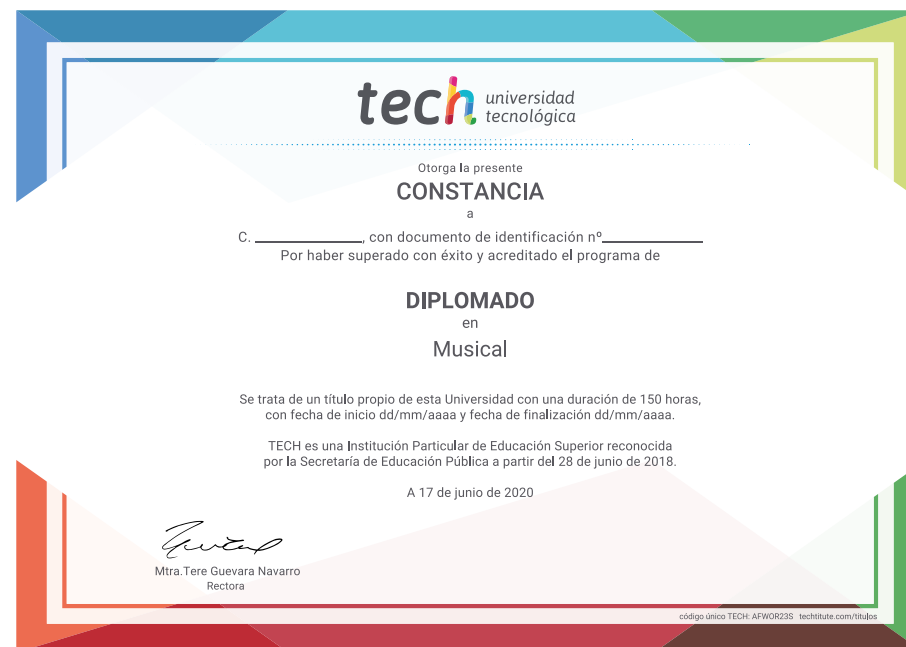 tech universidad
tecnológica
Otorga la presente
CONSTANCIA
a
C. ______________, con documento de identificación nº_____________
Por haber superado con éxito y acreditado el programa de
DIPLOMADO
en
Musical
Se trata de un título propio de esta Universidad con una duración de 150 horas,
con fecha de inicio dd/mm/aaaa y fecha de finalización dd/mm/aaaa.
TECH es una Institución Particular de Educación Superior reconocida
por la Secretaría de Educación Pública a partir del 28 de junio de 2018.
A 17 de junio de 2020
Mtra.Tere Guevara Navarro
Rectora
código único TECH: AFWOR23S techtitute.com/titulos